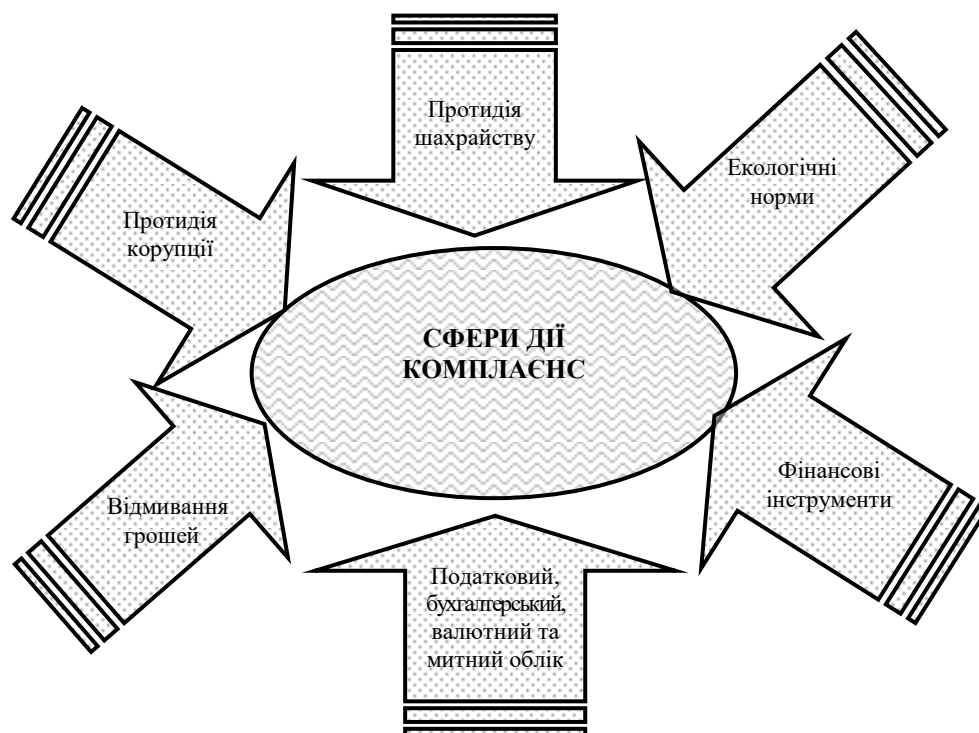 Протидія
шахрайству
Екологічні
норми
Протидія
корупції
СФЕРИ ДІЇ
КОМПЛАЄНС
Фінансові
інструменти
Відмивання
грошей
Податковий,
бухгалтерський,
валютний та
митний облік